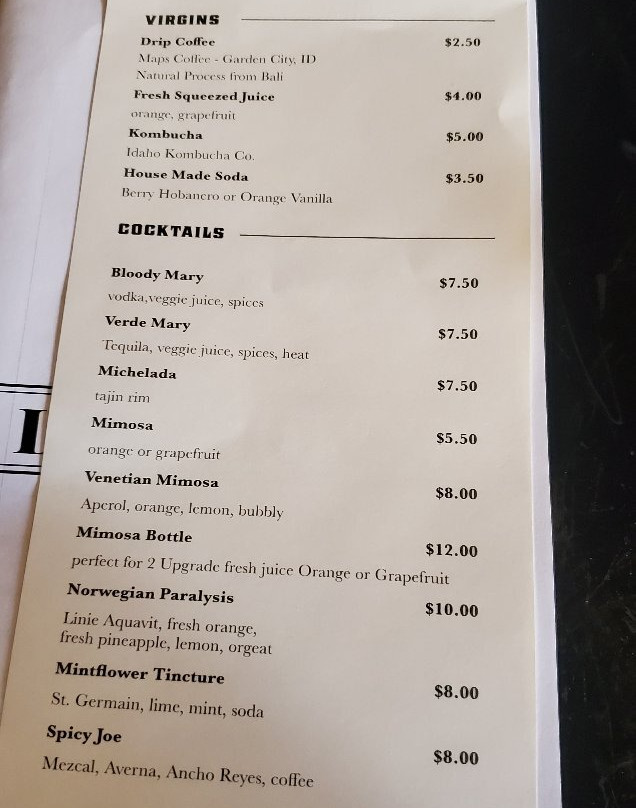 VIRGINS
Drip Coffee $2.50
Maps Coffee - Garden City, ID
Natural Process from Bali
Fresh Squeezed Juice $4.00
orange, grapefruit
Kombucha $5.00
Idaho Kombucha Co.
House Made Soda $3.50
Berry Hobanero or Orange Vanilla
COCKTAILS
Bloody Mary $7.50
vodka,veggie juice, spices
Verde Mary $7.50
Tequila, veggie juice, spices, heat
Michelada $7.50
tajin rim
Mimosa $5.50
orange or grapefruit
Venetian Mimosa $8.00
Aperol, orange, lemon, bubbly
Mimosa Bottle $12.00
perfect for 2 Upgrade fresh juice Orange or Grapefruit
Norwegian Paralysis $10.00
Linie Aquavit, fresh orange,
fresh pineapple, lemon, orgeat
Mintflower Tincture $8.00
St. Germain, lime, mint, soda
Spicy Joe $8.00
Mezcal, Averna, Ancho Reyes, coffee